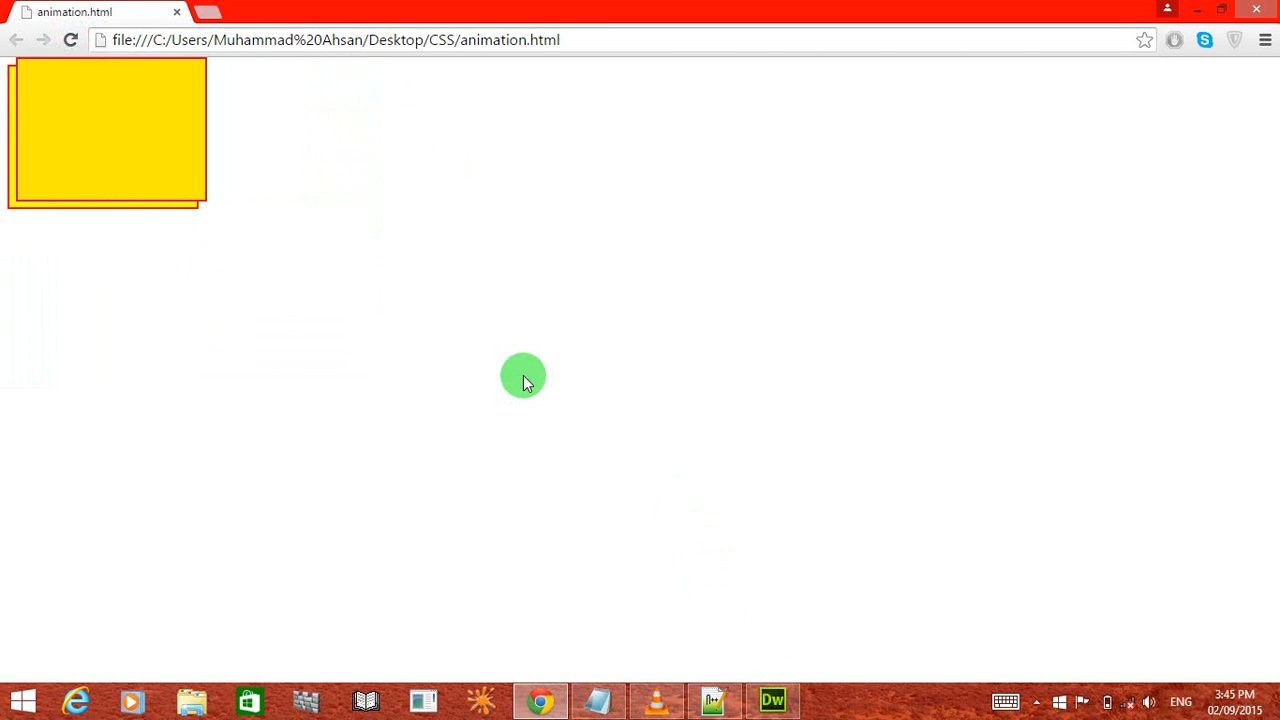 animation.html
file:///C:/Users/Muhammad%20Ahsan/Desktop/CSS/animation.html
Dw
ENG
3:45 PM
02/09/2015